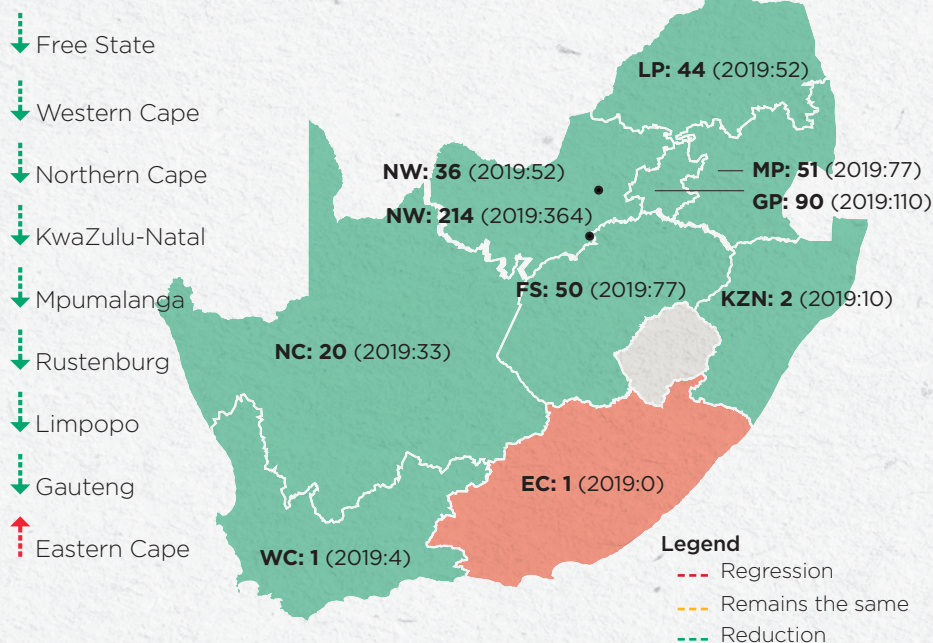 Free State
Western Cape
Northern Cape
KwaZulu-Natal
Mpumalanga
Rustenburg
Limpopo
Gauteng
Eastern Cape
LP: 44 (2019:52)
NW: 36 (2019:52)
MP: 51 (2019:77)
GP: 90 (2019:110)
NW: 214 (2019:364)
FS: 50 (2019:77)
KZN: 2 (2019:10)
NC: 20 (2019:33)
EC: 1 (2019:0)
WC: 1 (2019:4)
Legend
Regression
Remains the same
Reduction